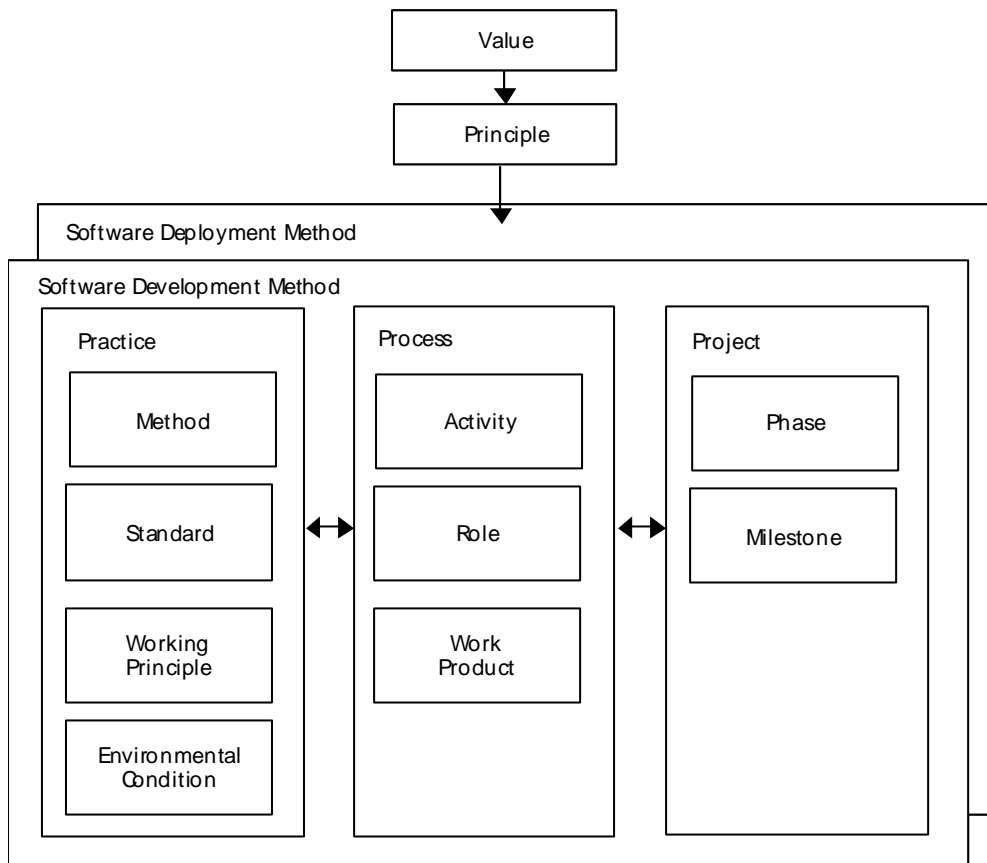 Value
Principle
Software Deployment Method
Software Development Method
Practice
Method
Standard
Working
Principle
Environmental
Condition
Process
Activity
Role
Work
Product
Project
Phase
Milestone